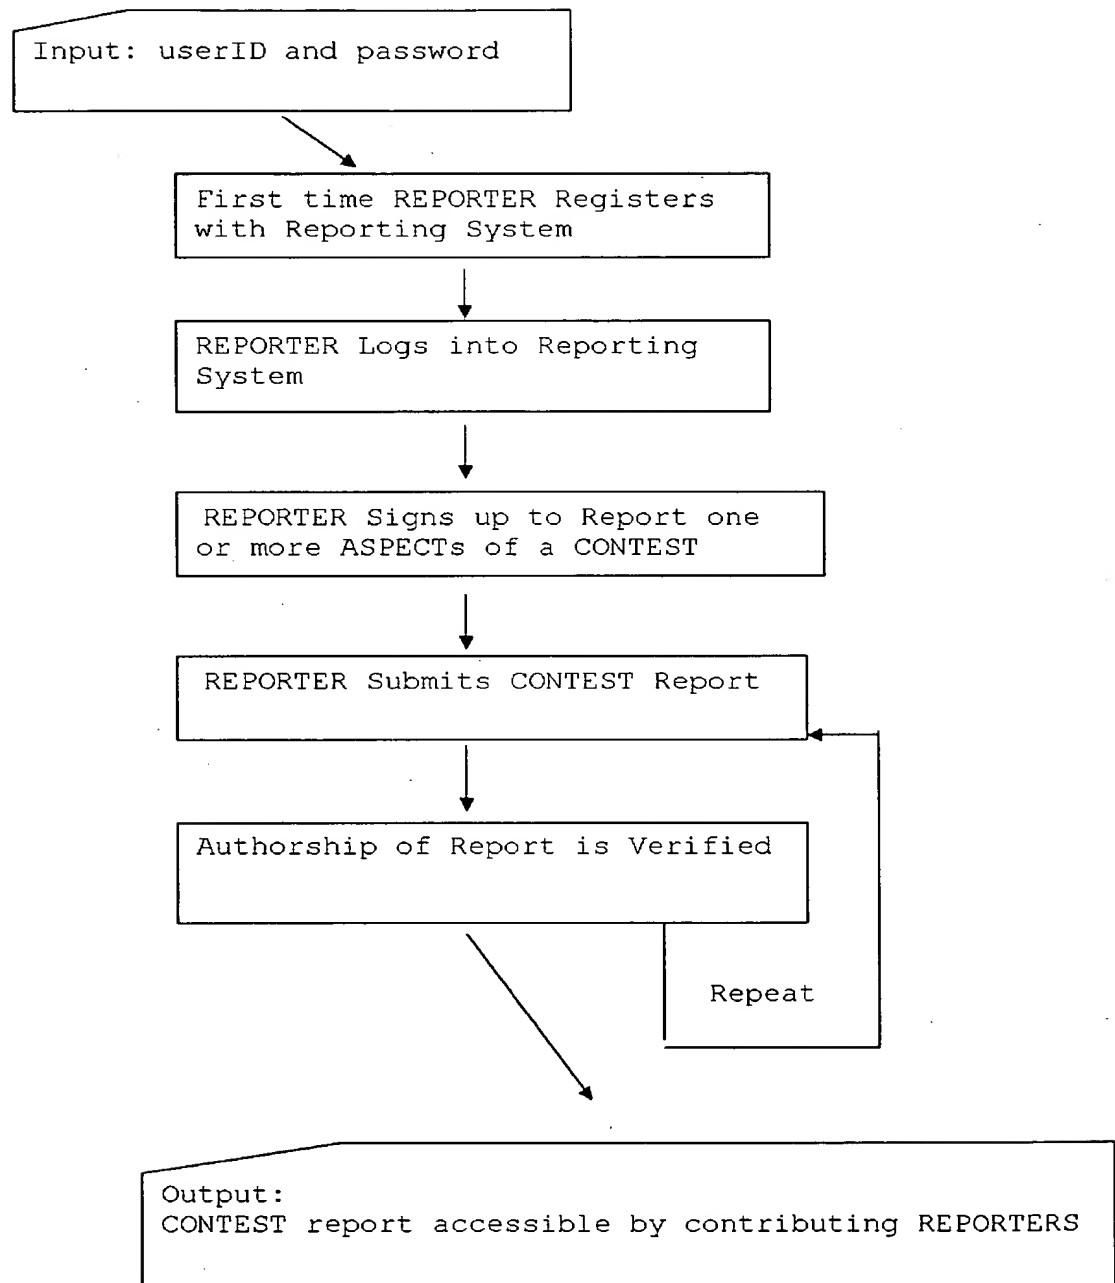 Input: userID and password
First time REPORTER Registers
with Reporting System
REPORTER Logs into Reporting
System
REPORTER Signs up to Report one
or more ASPECTs of a CONTEST
REPORTER Submits CONTEST Report
Authorship of Report is Verified
Repeat
Output:
CONTEST report accessible by contributing REPORTERS